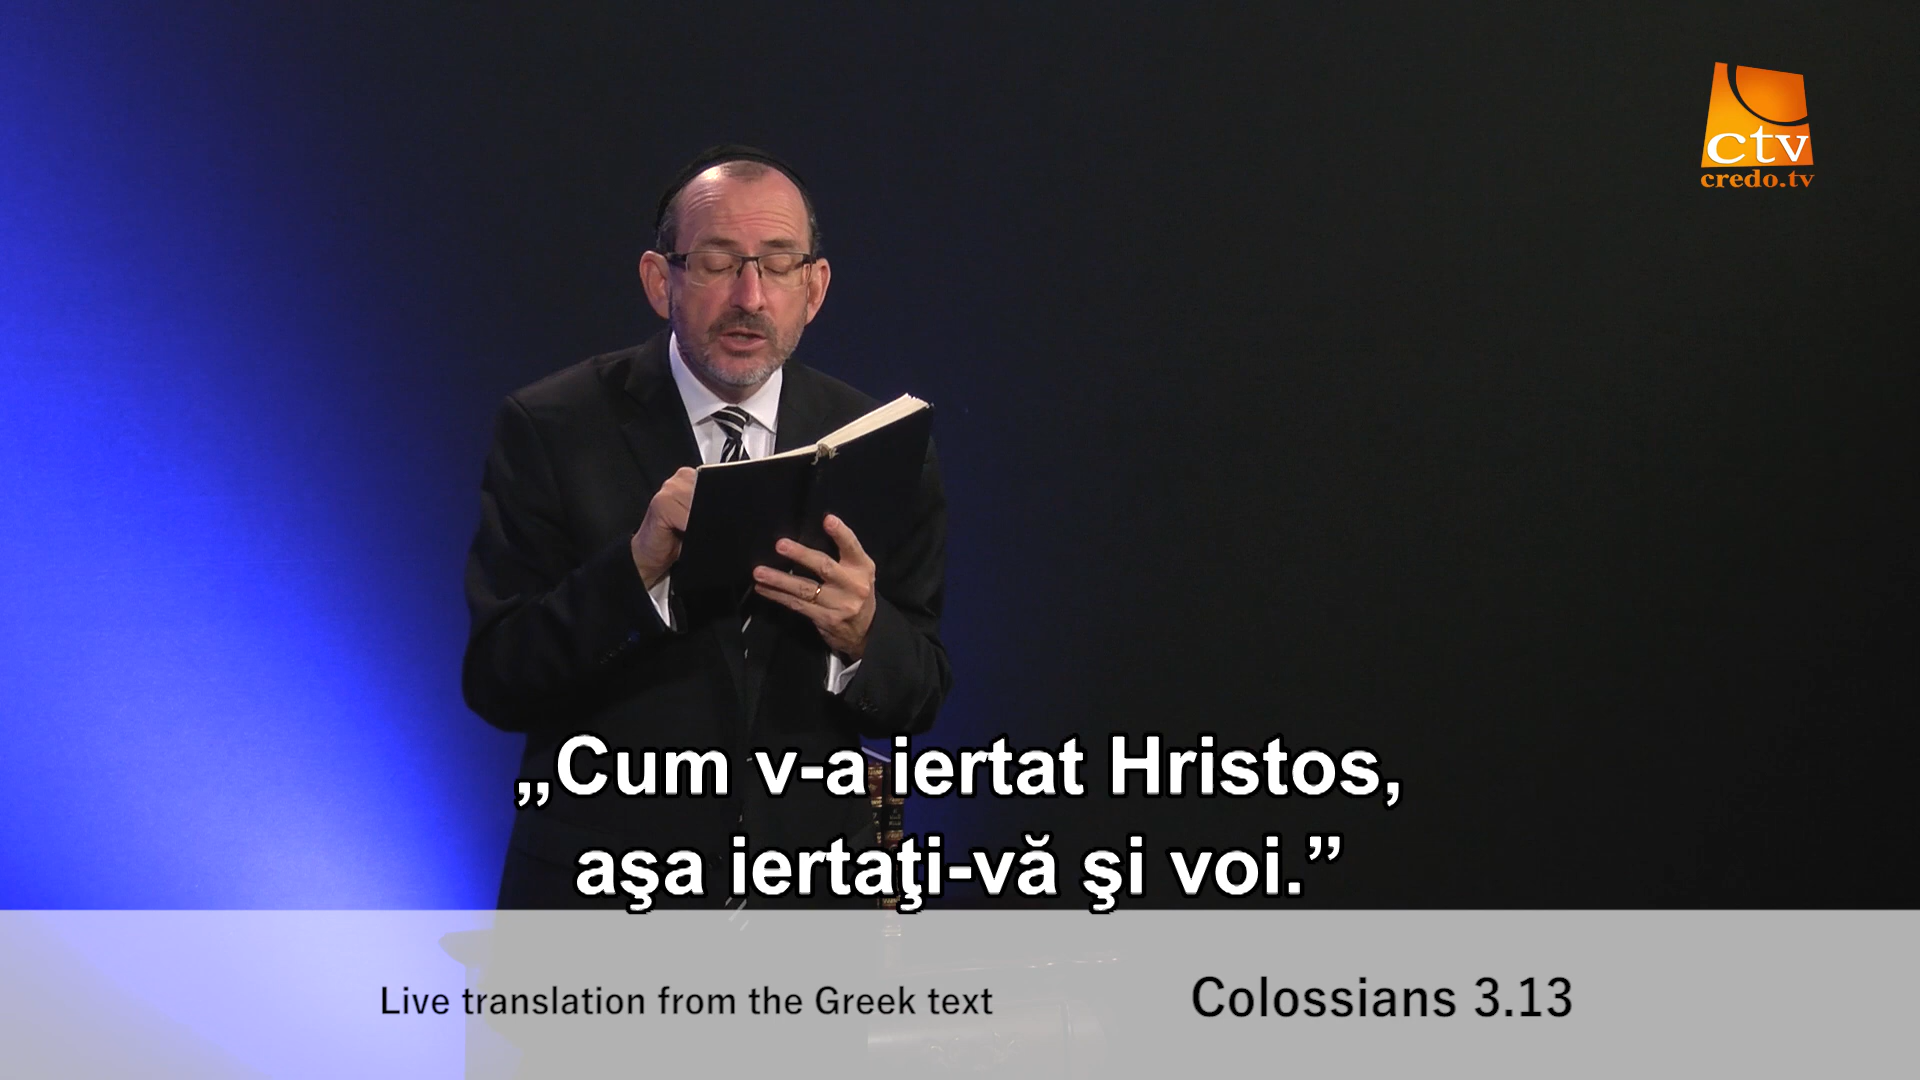 ctv
credo.tv
„Cum v-a iertat Hristos,
aşa iertaţi-vă şi voi.”
Live translation from the Greek text
Colossians 3.13